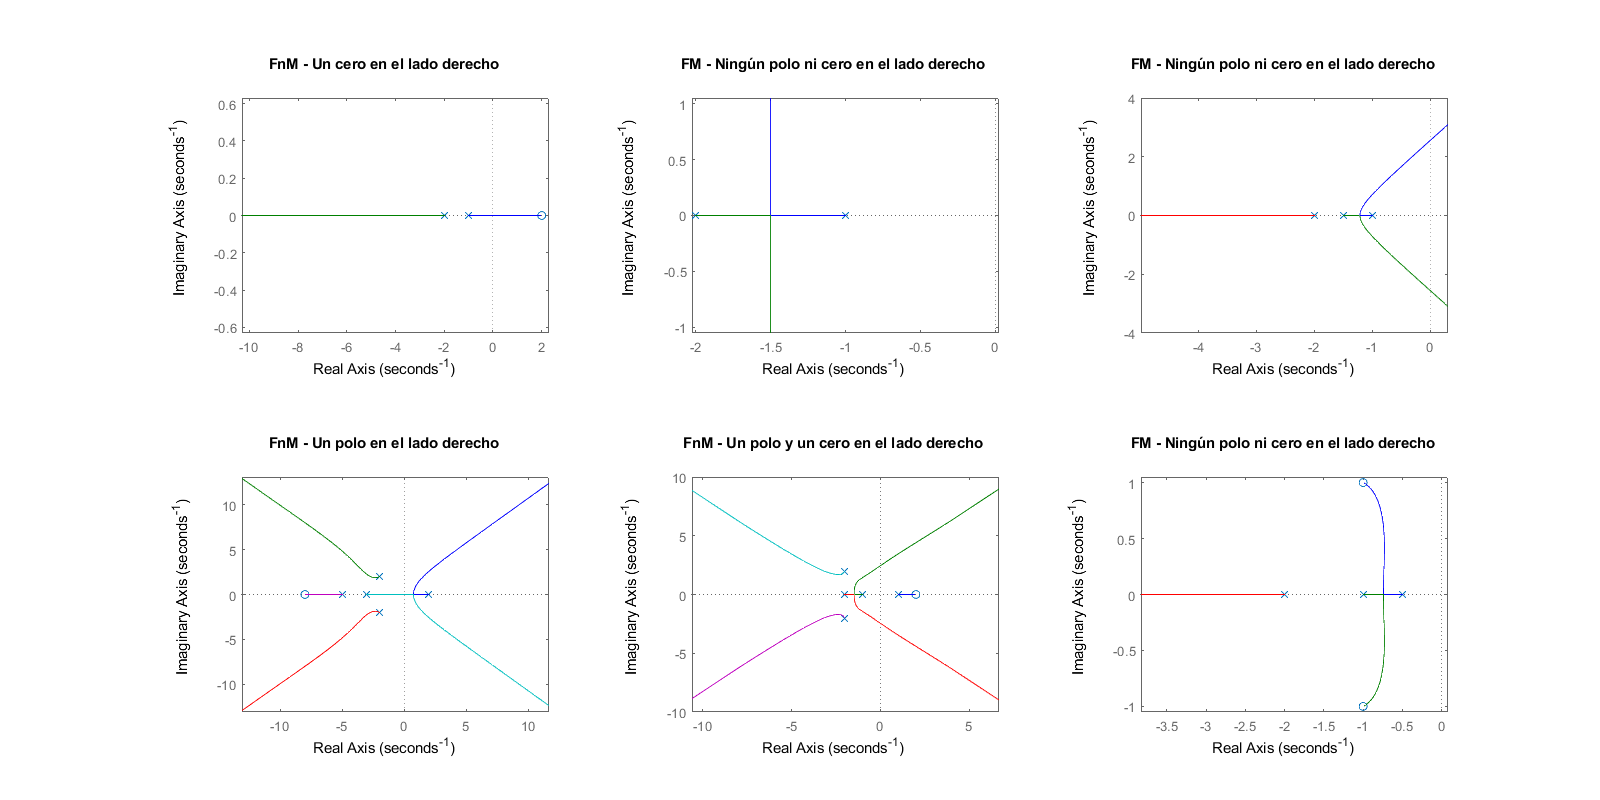 FnM - Un cero en el lado derecho
FM - Ningún polo ni cero en el lado derecho
FM - Ningún polo ni cero en el lado derecho
Imaginary Axis (seconds⁻¹)
0.6
0.4
0.2
0
-0.2
-0.4
-0.6
-10 -8 -6 -4 -2 0 2
Real Axis (seconds⁻¹)
Imaginary Axis (seconds⁻¹)
1
0.5
0
-0.5
-1
-2 -1.5 -1 -0.5 0
Real Axis (seconds⁻¹)
Imaginary Axis (seconds⁻¹)
4
2
0
-2
-4
-4 -3 -2 -1 0
Real Axis (seconds⁻¹)
FnM - Un polo en el lado derecho
FnM - Un polo y un cero en el lado derecho
FM - Ningún polo ni cero en el lado derecho
Imaginary Axis (seconds⁻¹)
10
5
0
-5
-10
-10 -5 0 5 10
Real Axis (seconds⁻¹)
Imaginary Axis (seconds⁻¹)
10
5
0
-5
-10
-10 -5 0 5
Real Axis (seconds⁻¹)
Imaginary Axis (seconds⁻¹)
1
0.5
0
-0.5
-1
-3.5 -3 -2.5 -2 -1.5 -1 -0.5 0
Real Axis (seconds⁻¹)